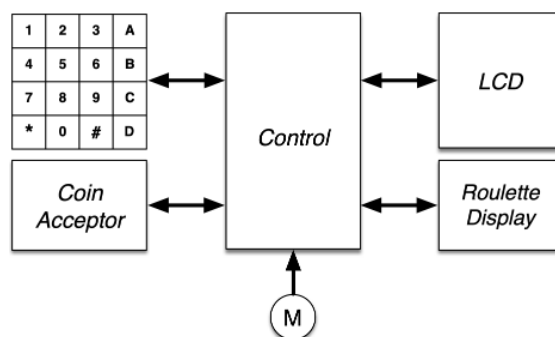 1 2 3 A
4 5 6 B
7 8 9 C
* 0 # D
Coin
Acceptor
Control
LCD
Roulette
Display
M